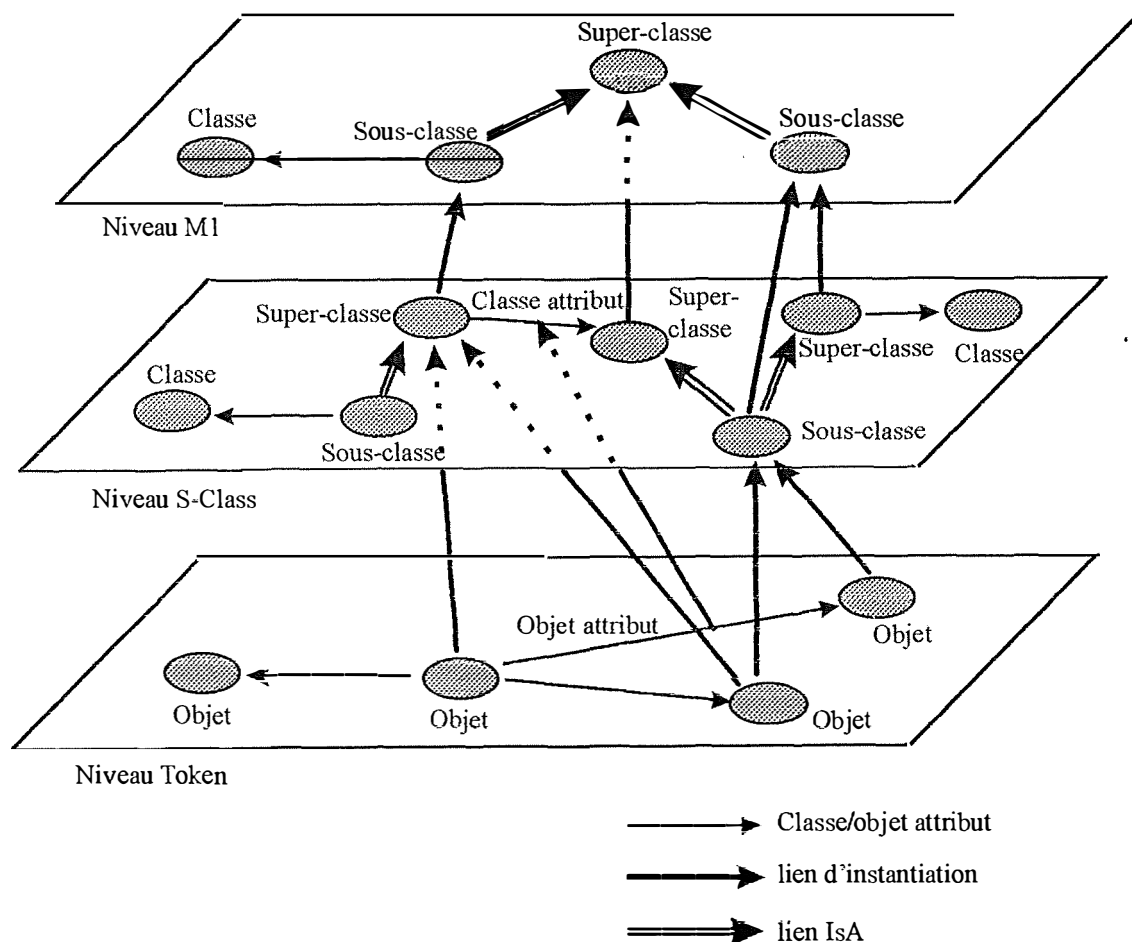 Super-classe
Classe
Sous-classe
Sous-classe
Niveau M1
Super-classe
Classe attribut
Super-
classe
Super-classe
Classe
Classe
Sous-classe
Sous-classe
Niveau S-Class
Objet attribut
Objet
Objet
Objet
Objet
Niveau Token
Classe/objet attribut
lien d'instantiation
lien IsA